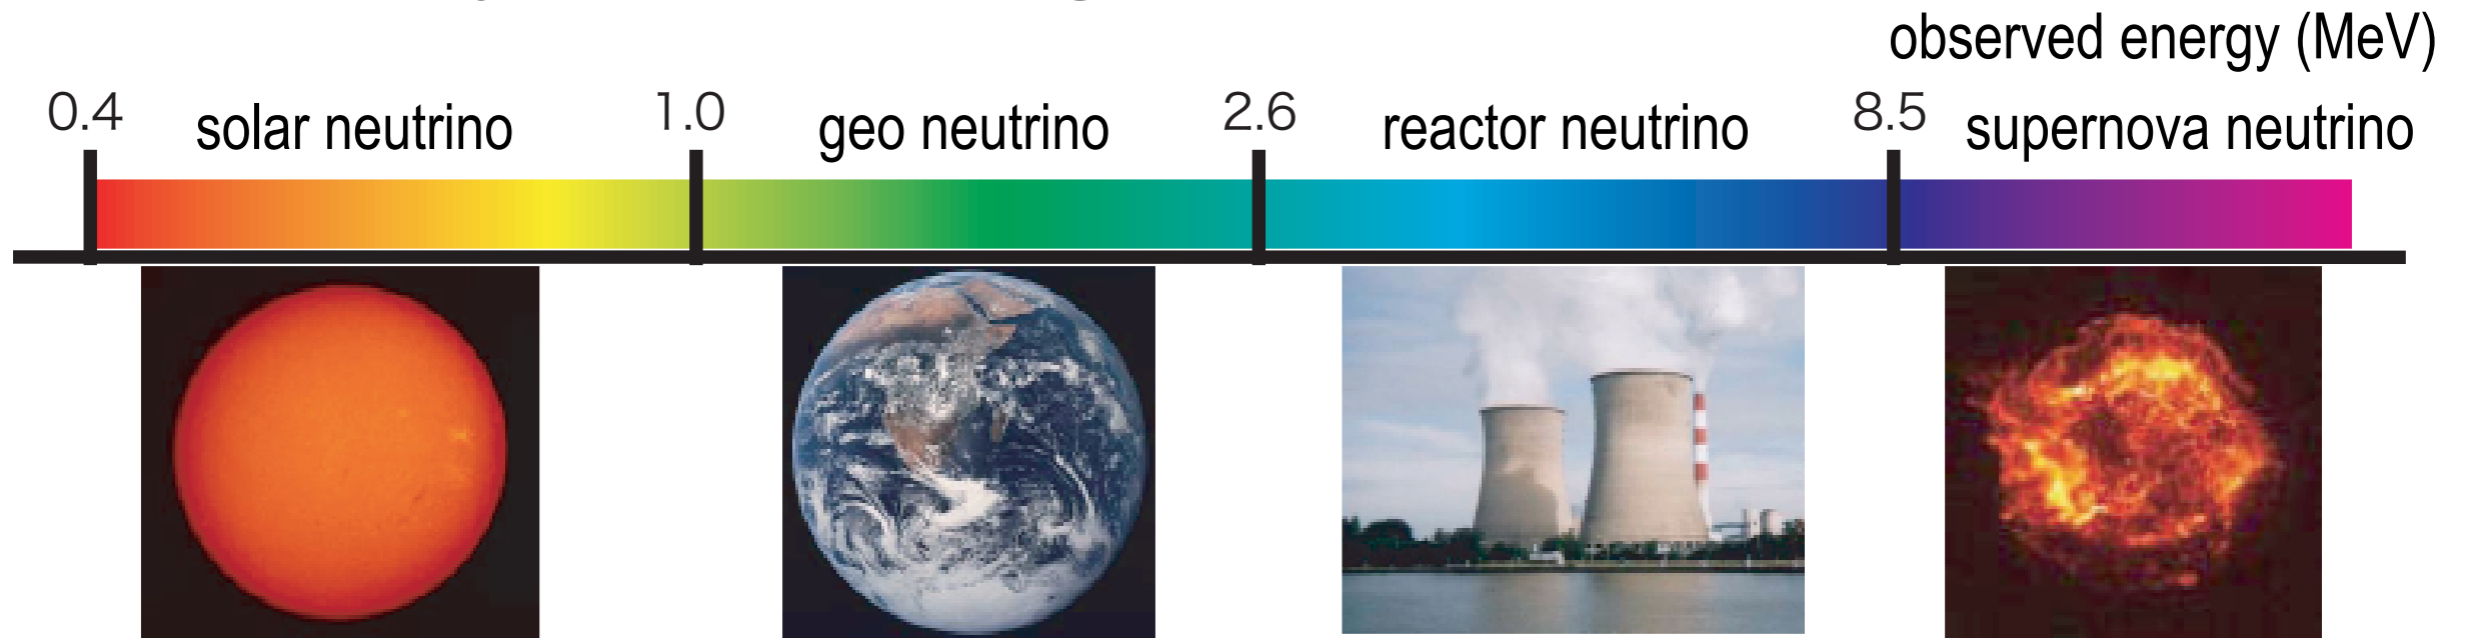 observed energy (MeV)
0.4 solar neutrino 1.0 geo neutrino 2.6 reactor neutrino 8.5 supernova neutrino